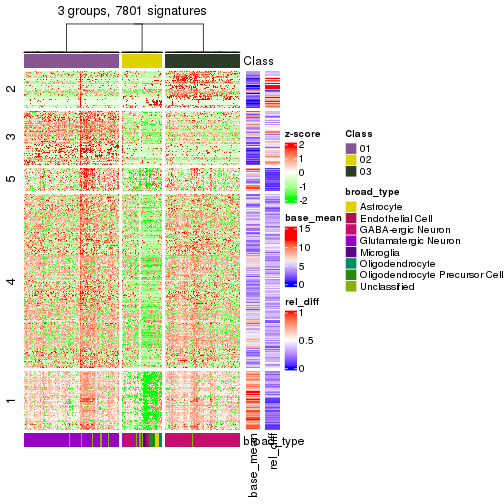 3 groups, 7801 signatures
Class
2
3
5
4
1
broad_type
base_mean
rel_diff
z-score
2
1
0
-1
-2
base_mean
15
10
5
0
rel_diff
1
0.5
0
Class
01
02
03
broad_type
Astrocyte
Endothelial Cell
GABA-ergic Neuron
Glutamatergic Neuron
Microglia
Oligodendrocyte
Oligodendrocyte Precursor Cell
Unclassified